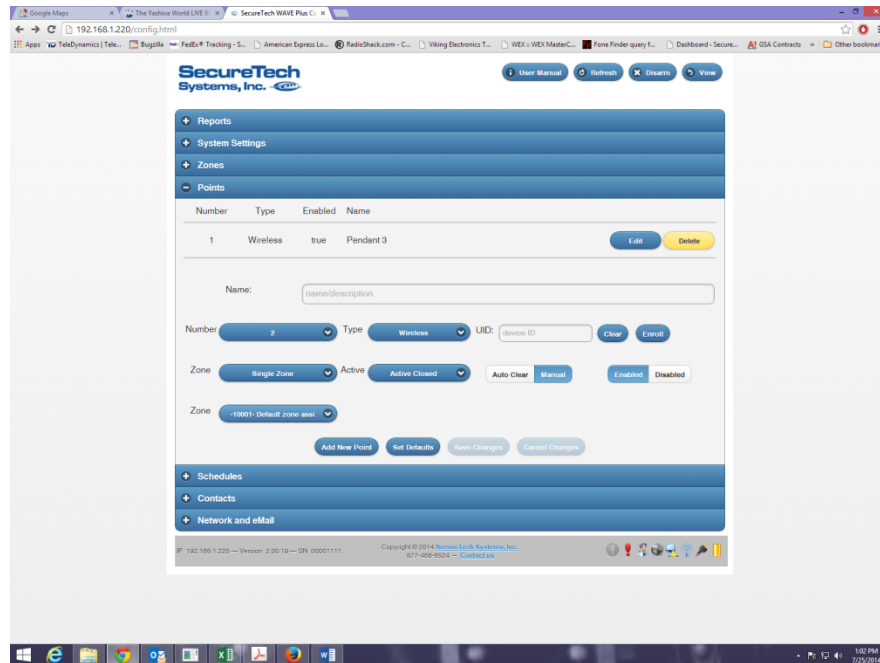 Google Maps
The Yeshiva World LIVE Bl
SecureTech WAVE Plus Co
192.168.1.220/config.html
Apps TeleDynamics | Tele... Bugzilla FedEx® Tracking - S... American Express Lo... RadioShack.com - C... Viking Electronics T... WEX :: WEX MasterC... Fone Finder query f... Dashboard ‹ Secure... GSA Contracts » Other bookmar
SecureTech
Systems, Inc.
User Manual Refresh Disarm View
Reports
System Settings
Zones
Points
Number Type Enabled Name
1 Wireless true Pendant 3 Edit Delete
Name: name/description
Number 2 Type Wireless UID: device ID Clear Enroll
Zone Single Zone Active Active Closed Auto Clear Manual Enabled Disabled
Zone -10001- Default zone assi
Add New Point Set Defaults Save Changes Cancel Changes
Schedules
Contacts
Network and eMail
IP 192.168.1.220 — Version 2.00.19 — SN: 00001111
Copyright © 2014 SecureTech Systems, Inc.
877-468-6524 – Contact us
1:02 PM
7/25/2014